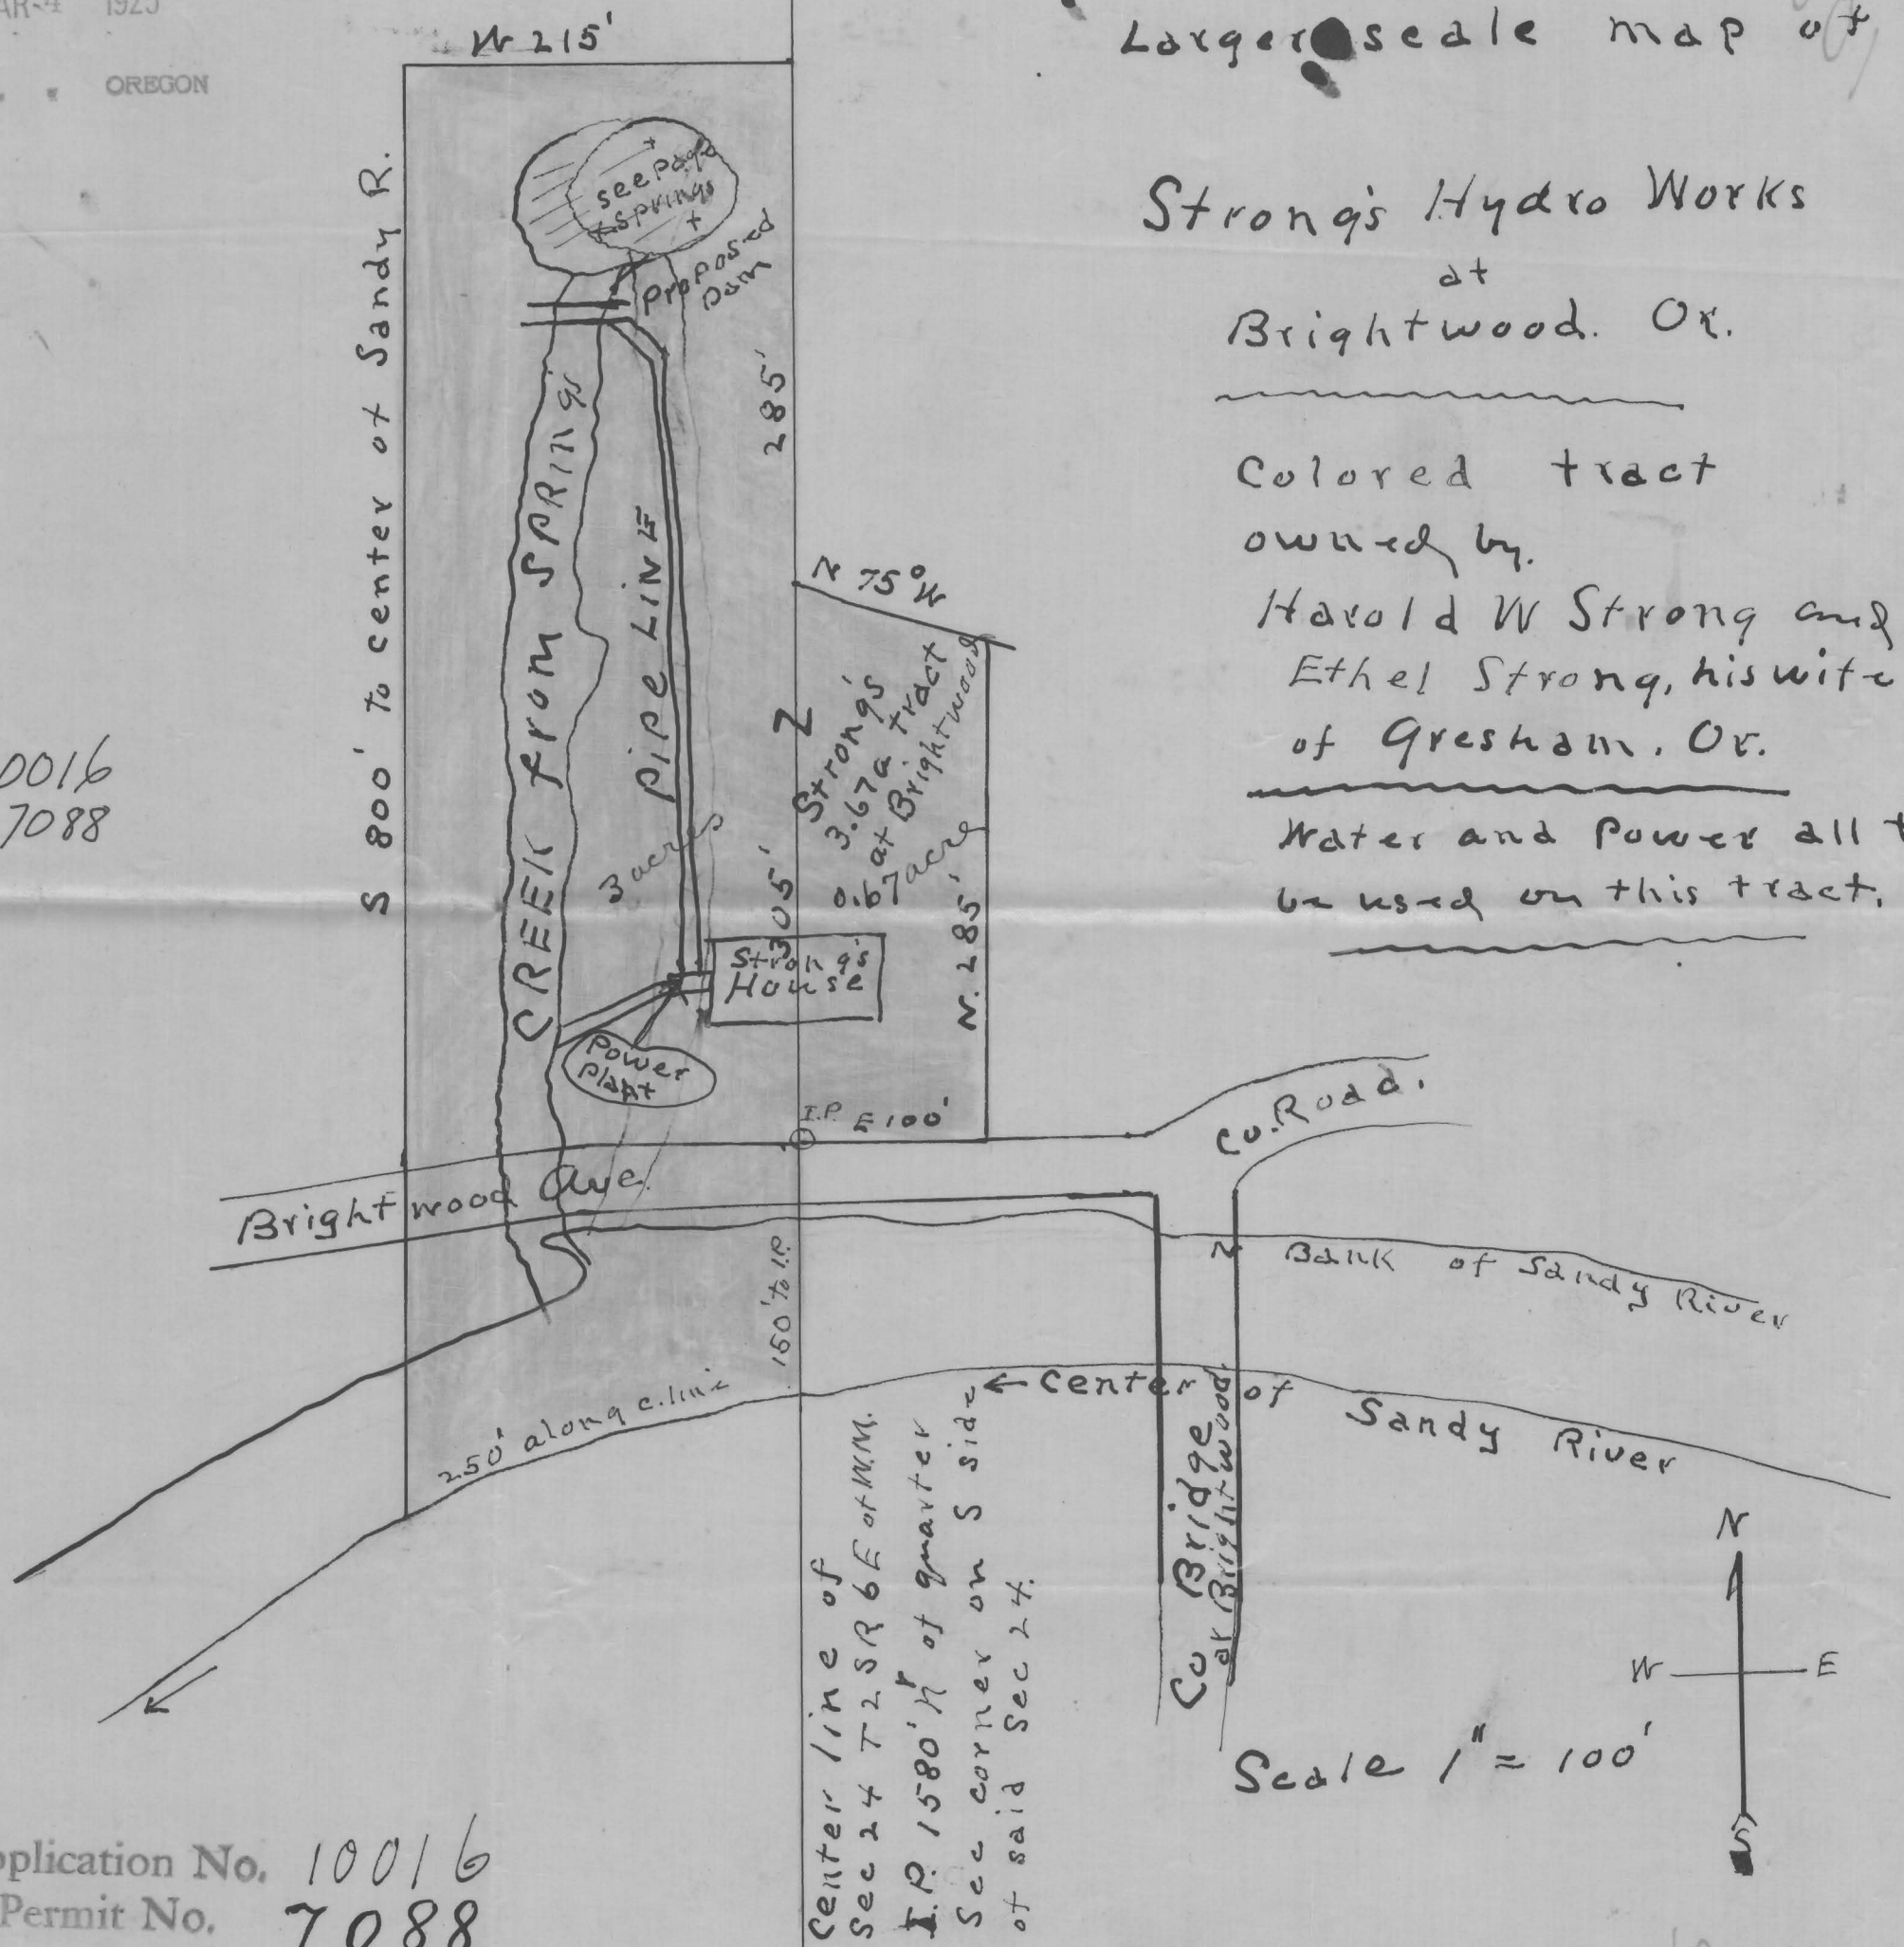 1925
OREGON
W 215'
Larger scale map of
Strong's Hydro Works
at
Brightwood. Or.
Colored tract
owned by.
Harold W Strong and
Ethel Strong, his wife
of Gresham. Or.
Water and Power all t
be used on this tract.
S 800' to center of Sandy R.
seepage
springs
Proposed
Dam
285'
CREEK from SPRINGS
PiPE LiNE
3 acres
N 75° W
N
305'
Strong's
3.67a tract
at Brightwood
0.67 acre
N. 285'
0016
7088
Strong's
House
Power
Plant
I.P. E 100'
Co. Road.
Brightwood Ave.
N Bank of Sandy River
150' to I.P.
250' along c. line
← Center of Sandy River
Co Bridge
at Brightwood.
Center line of
Sec 24 T2S R6E of W.M.
I.P. 1580' N of quarter
Sec corner on S side
of said Sec 24.
N
W E
S
Scale 1" = 100'
plication No. 10016
Permit No. 7088